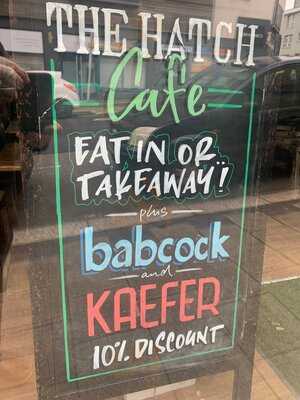 THE HATCH
Cafe
EAT IN OR
TAKEAWAY!
plus
babcock
and
KAEFER
10% DISCOUNT